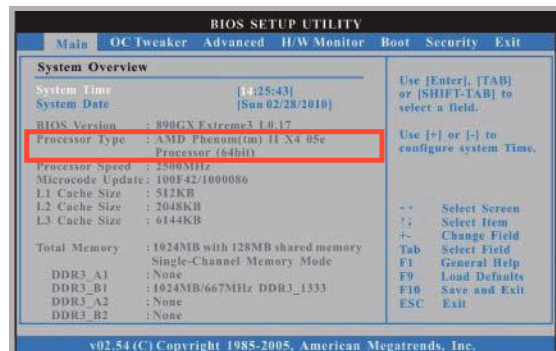 BIOS SETUP UTILITY
Main OC Tweaker Advanced H/W Monitor Boot Security Exit
System Overview
System Time [14:25:43]
System Date [Sun 02/28/2010]
BIOS Version : 890GX Extreme3 L0.17
Processor Type : AMD Phenom(tm) II X4 05e
Processor (64bit)
Processor Speed : 2500MHz
Microcode Update : 100F42/1000086
L1 Cache Size : 512KB
L2 Cache Size : 2048KB
L3 Cache Size : 6144KB
Total Memory : 1024MB with 128MB shared memory
Single-Channel Memory Mode
DDR3_A1 : None
DDR3_B1 : 1024MB/667MHz DDR3_1333
DDR3_A2 : None
DDR3_B2 : None
Use [Enter], [TAB]
or [SHIFT-TAB] to
select a field.
Use [+] or [-] to
configure system Time.
Select Screen
Select Item
+- Change Field
Tab Select Field
F1 General Help
F9 Load Defaults
F10 Save and Exit
ESC Exit
v02.54 (C) Copyright 1985-2005, American Megatrends, Inc.